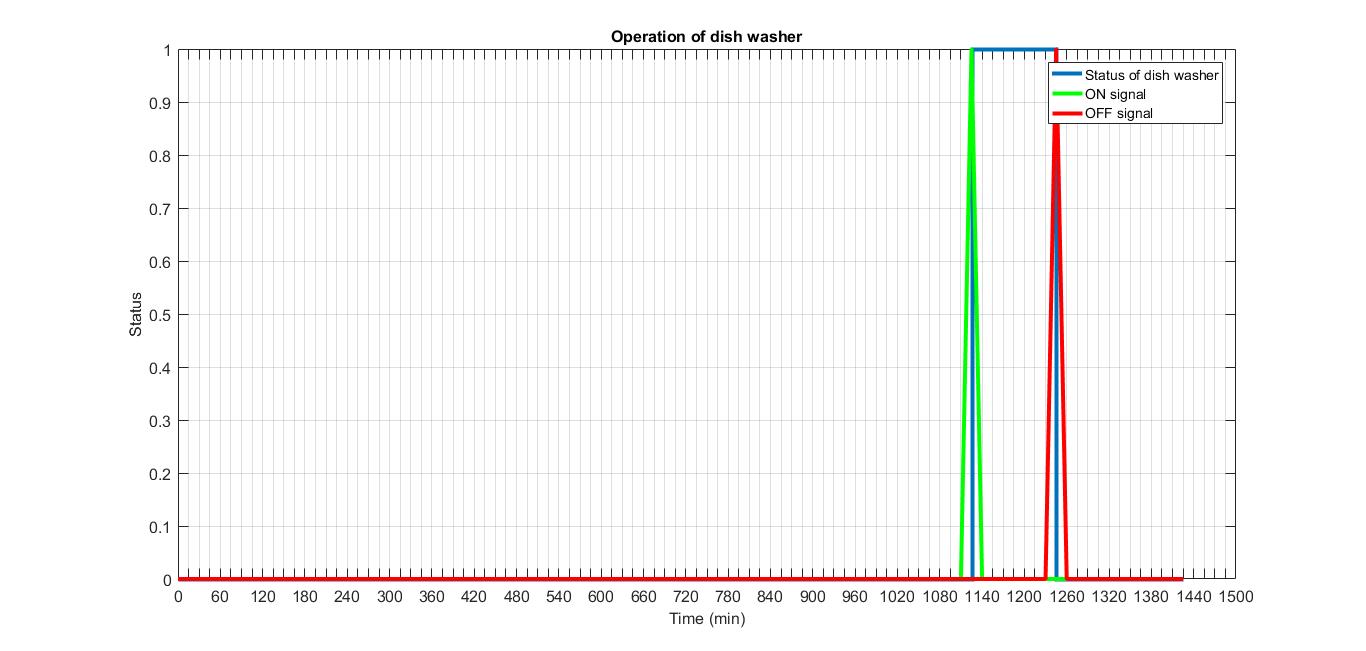 Operation of dish washer
1
0.9
0.8
0.7
0.6
0.5
0.4
0.3
0.2
0.1
0
Status
Status of dish washer
ON signal
OFF signal
0 60 120 180 240 300 360 420 480 540 600 660 720 780 840 900 960 1020 1080 1140 1200 1260 1320 1380 1440 1500
Time (min)